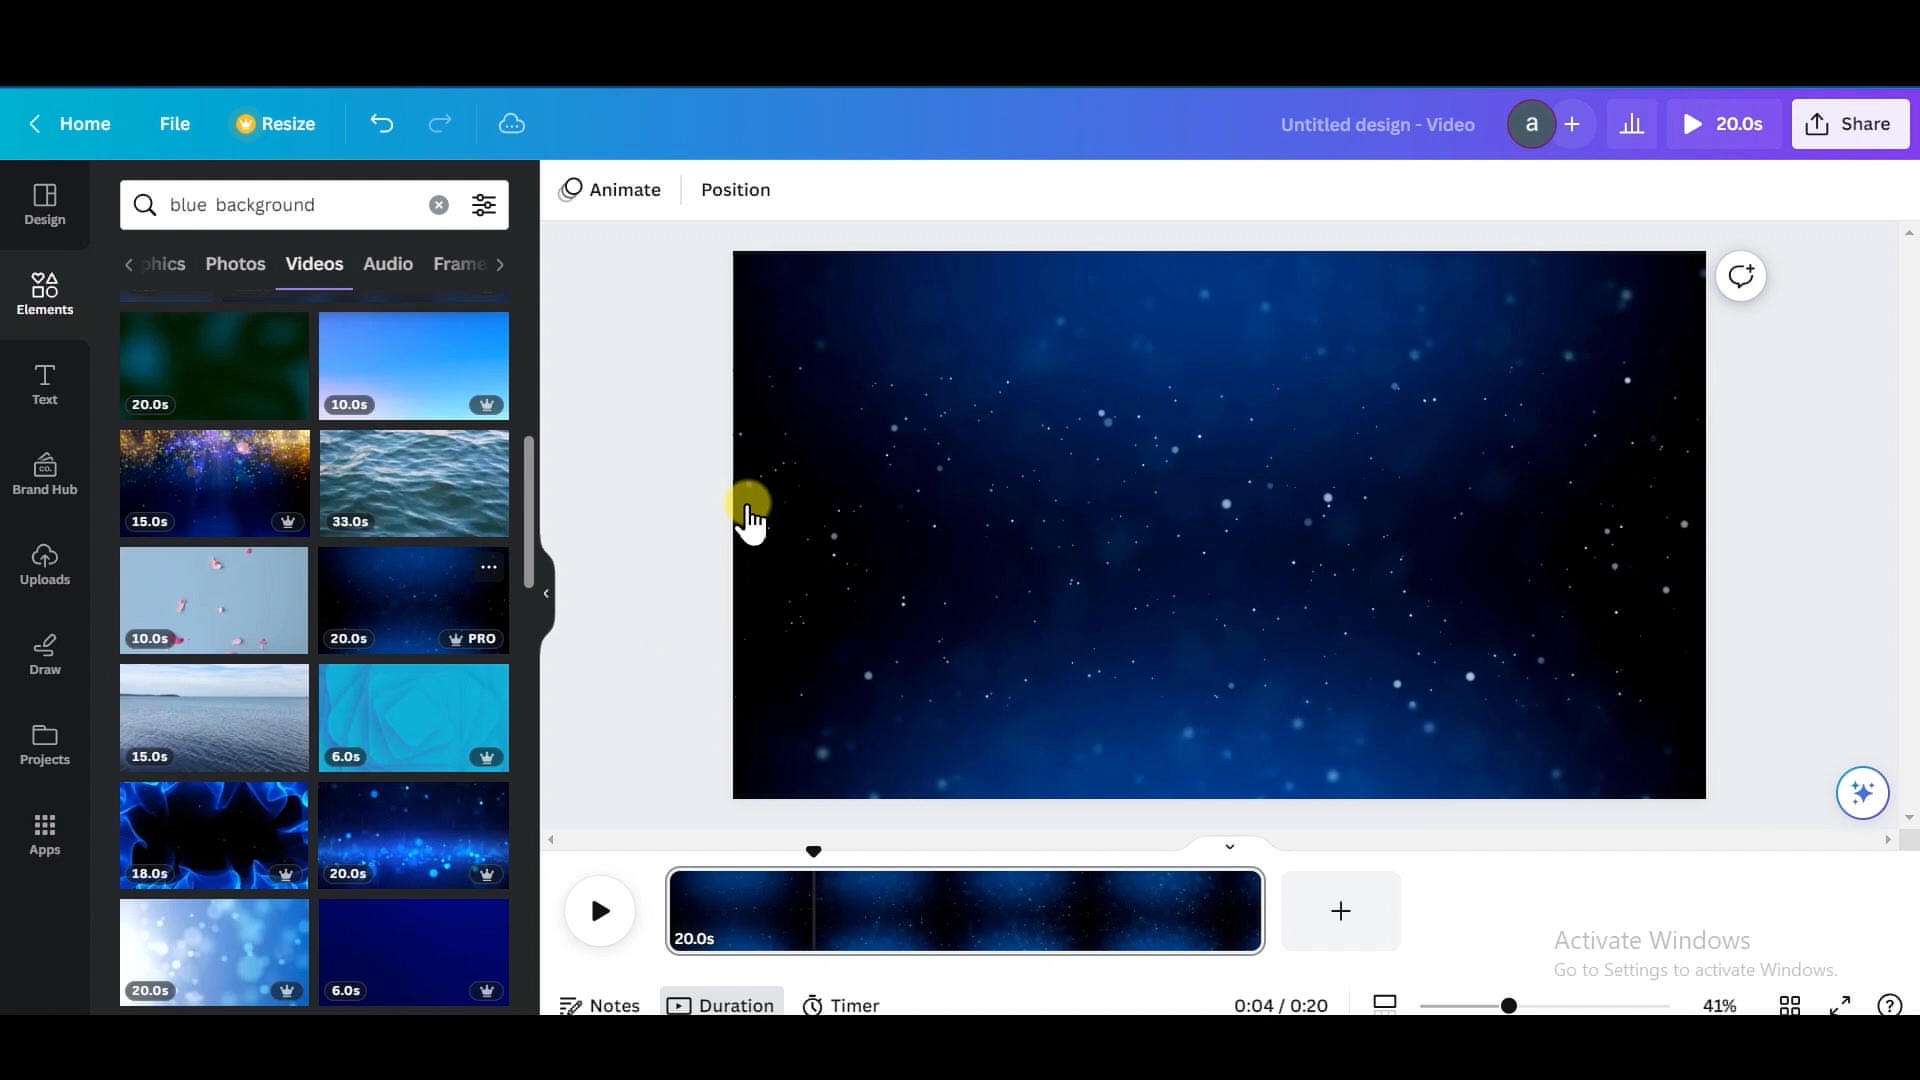 Home File Resize Untitled design - Video a + 20.0s Share
Design
Elements
Text
Brand Hub
CO.
Uploads
Draw
Projects
Apps
blue background
phics Photos Videos Audio Frame
20.0s 10.0s
15.0s 33.0s
10.0s 20.0s PRO
15.0s 6.0s
18.0s 20.0s
20.0s 6.0s
Animate Position
20.0s
Activate Windows
Go to Settings to activate Windows.
Notes Duration Timer 0:04 / 0:20 41% ?